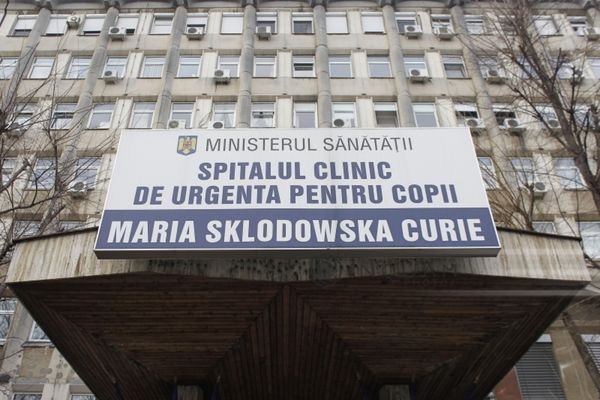 MINISTERUL SĂNĂTĂȚII
SPITALUL CLINIC
DE URGENTA PENTRU COPII
MARIA SKLODOWSKA CURIE